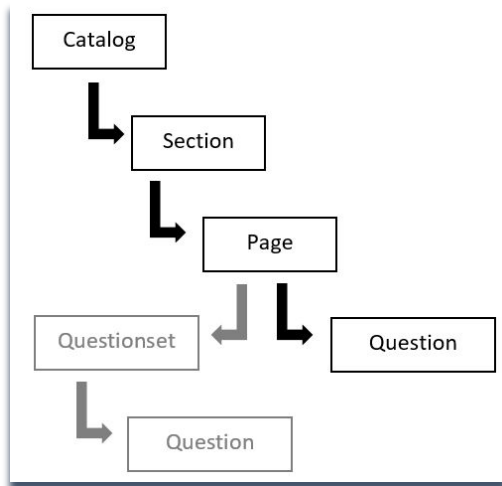 Catalog
Section
Page
Questionset
Question
Question